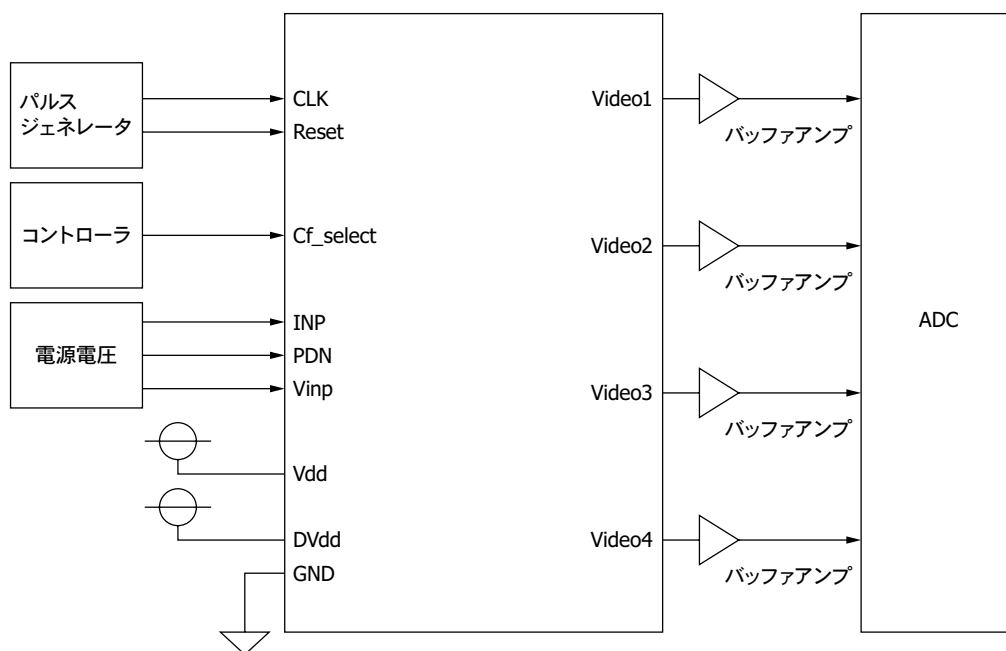 パルス
ジェネレータ
コントローラ
電源電圧
CLK
Reset
Cf_select
INP
PDN
Vinp
Vdd
DVdd
GND
Video1
Video2
Video3
Video4
バッファアンプ
バッファアンプ
バッファアンプ
バッファアンプ
ADC